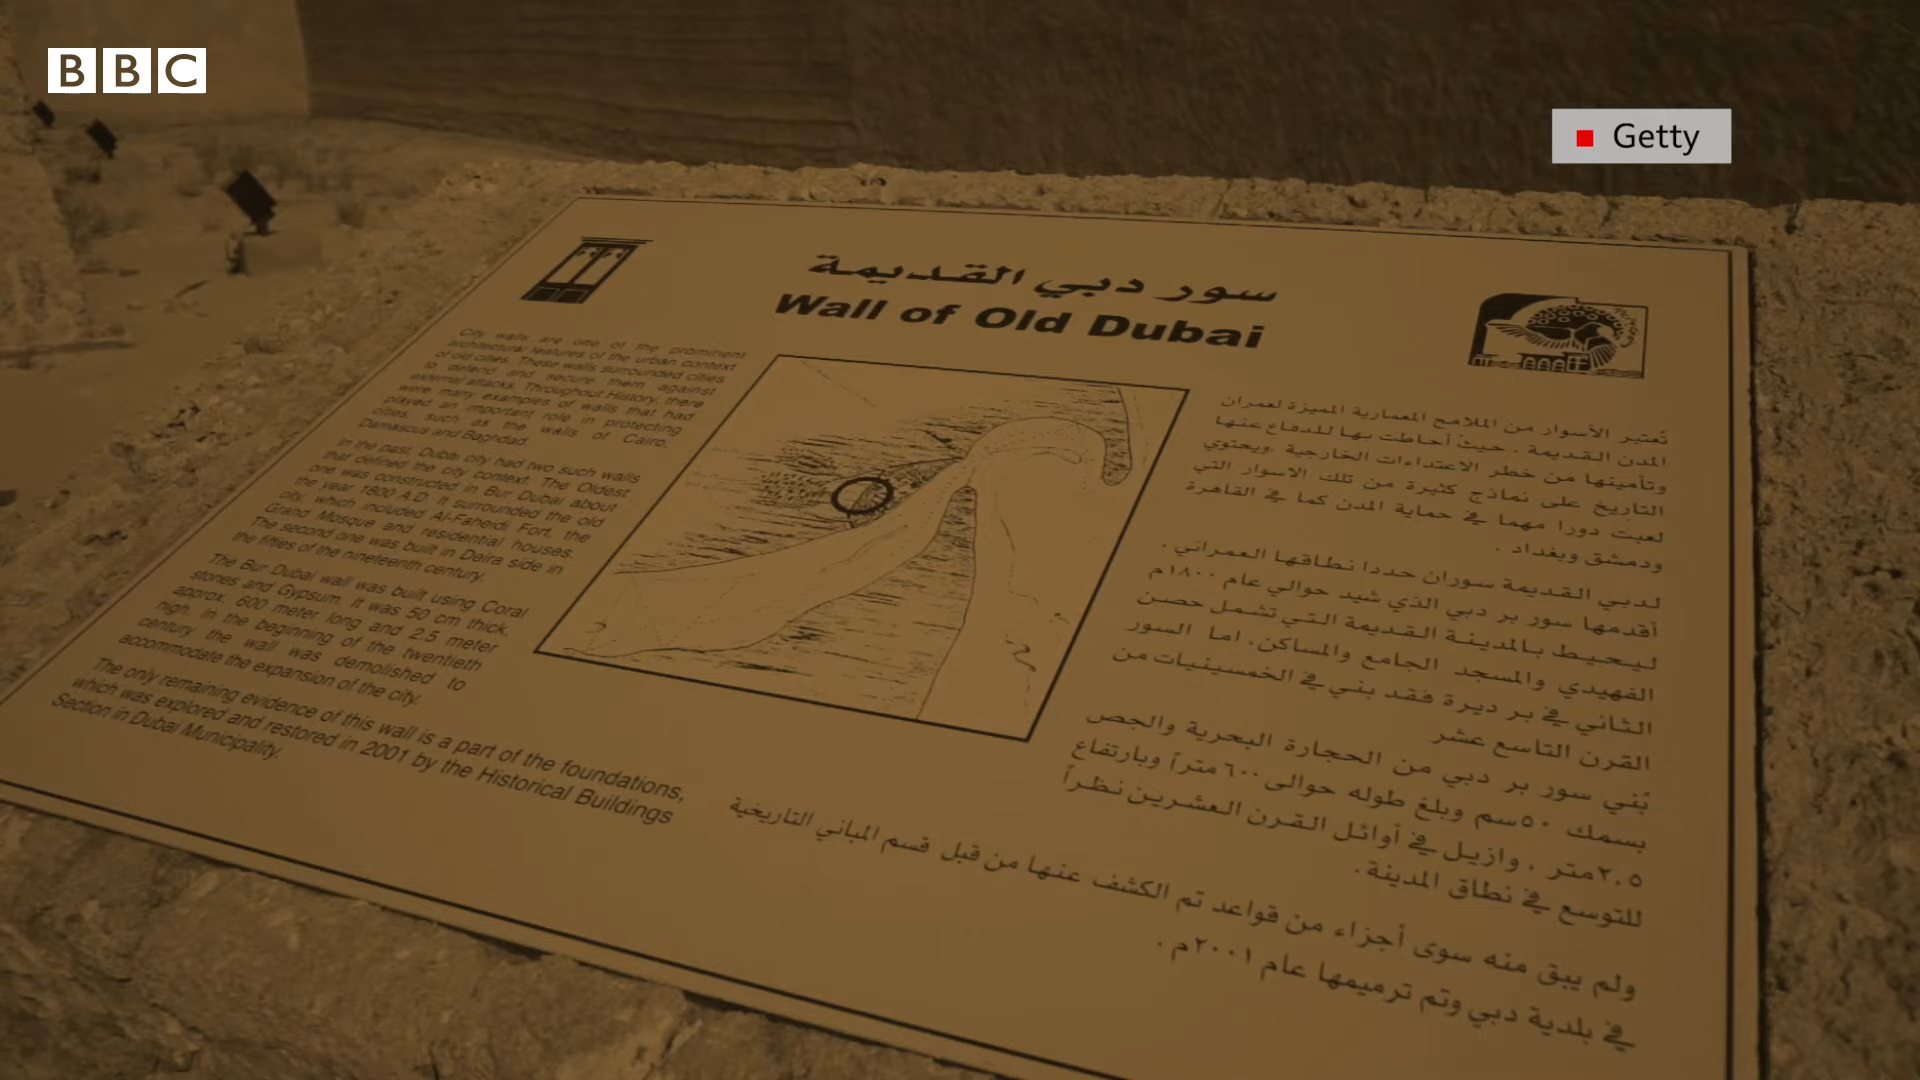 BBC
Getty
سور دبي القديمة
Wall of Old Dubai
City walls are one of the prominent
architectural features of the urban context
of old cities. These walls surrounded cities
to defend and secure them against
external attacks. Throughout History, there
were many examples of walls that had
played an important role in protecting
cities, such as the walls of Cairo,
Damascus and Baghdad.
In the past, Dubai city had two such walls
that defined the city context. The Oldest
one was constructed in Bur Dubai about
the year 1800 A.D. It surrounded the old
city, which included Al-Faheidi Fort, the
Grand Mosque and residential houses.
The second one was built in Deira side in
the fifties of the nineteenth century.
The Bur Dubai wall was built using Coral
stones and Gypsum. It was 50 cm thick,
approx. 600 meter long and 2.5 meter
high. In the beginning of the twentieth
century the wall was demolished to
accommodate the expansion of the city.
The only remaining evidence of this wall is a part of the foundations,
which was explored and restored in 2001 by the Historical Buildings
Section in Dubai Municipality.
تُعتبر الأسوار من الملامح المعمارية المميزة لعمران
المدن القديمة . حيث أحاطت بها للدفاع عنها
وتأمينها من خطر الاعتداءات الخارجية .ويحتوي
التاريخ على نماذج كثيرة من تلك الاسوار التي
لعبت دورا مهما في حماية المدن كما في القاهرة
ودمشق وبغداد .
لدبي القديمة سوران حددا نطاقها العمراني .
أقدمها سور بر دبي الذي شيد حوالي عام ١٨٠٠م
ليحيط بالمدينة القديمة التي تشمل حصن
الفهيدي والمسجد الجامع والمساكن. اما السور
الثاني في بر ديرة فقد بني في الخمسينيات من
القرن التاسع عشر
بُني سور بر دبي من الحجارة البحرية والجص
بسمك ٥٠سم وبلغ طوله حوالى ٦٠٠ متراً وبارتفاع
٢.٥متر . وازيل في أوائل القرن العشرين نظراً
للتوسع في نطاق المدينة .
ولم يبق منه سوى أجزاء من قواعد تم الكشف عنها من قبل قسم المباني التاريخية
في بلدية دبي وتم ترميمها عام ٢٠٠١م .